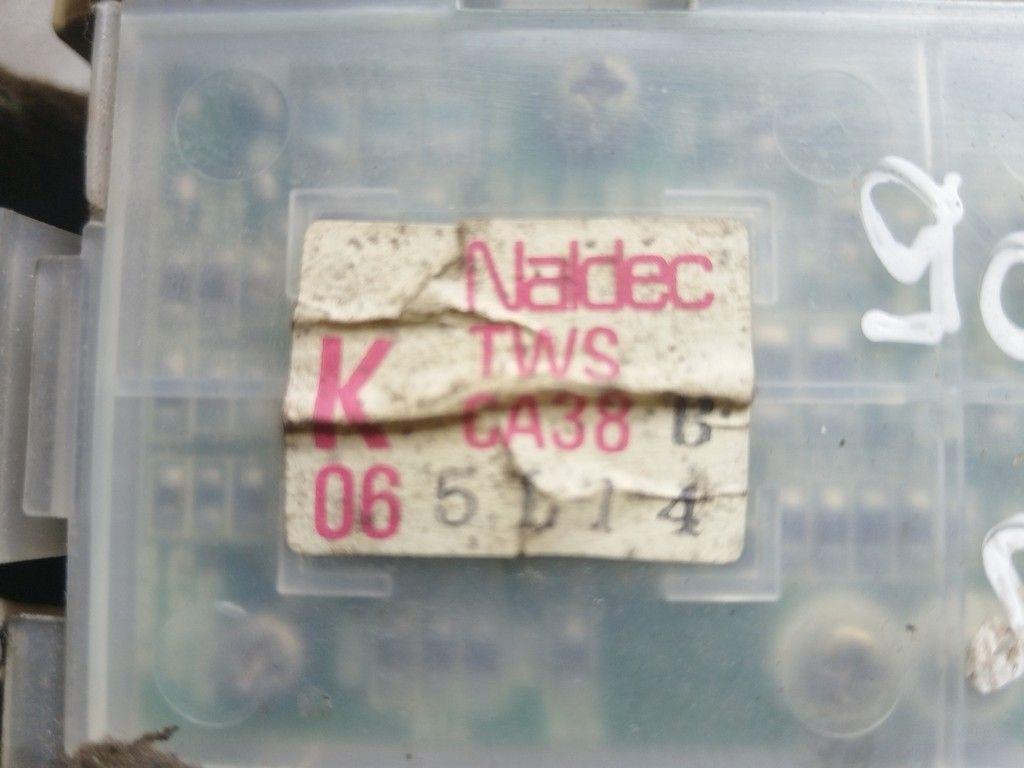 Naldec
TWS
K
CA38 B
06 5 L 1 4